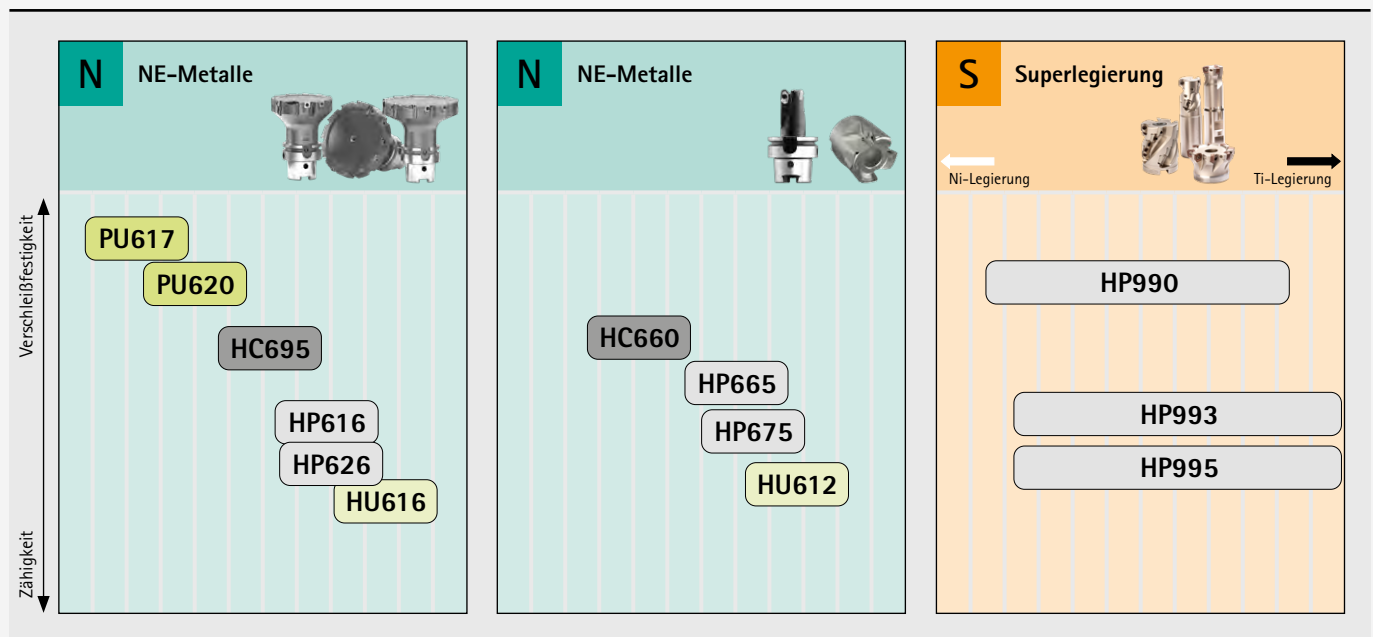 N
NE-Metalle
N
NE-Metalle
S
Superlegierung
Ni-Legierung
Ti-Legierung
Verschleißfestigkeit
Zähigkeit
PU617
PU620
HC695
HP616
HP626
HU616
HC660
HP665
HP675
HU612
HP990
HP993
HP995